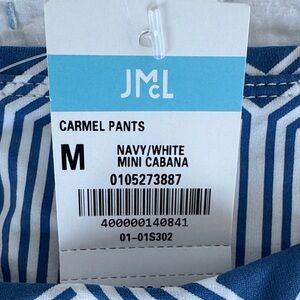 JMcL
CARMEL PANTS
M
NAVY/WHITE
MINI CABANA
0105273887
400000140841
01-01S302